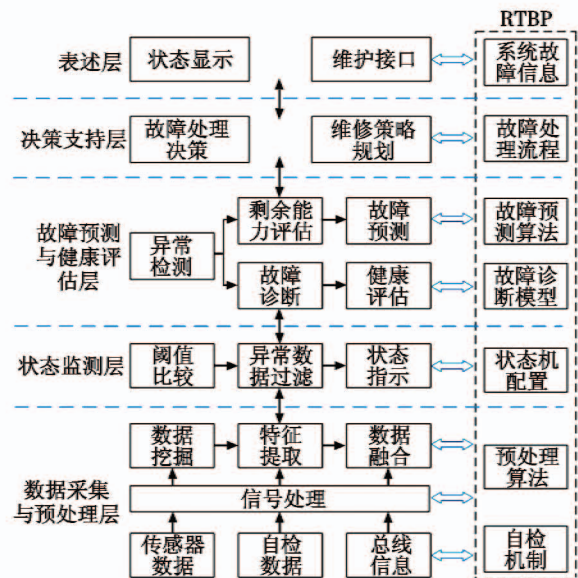 RTBP
表述层
状态显示
维护接口
系统故
障信息
决策支持层
故障处理
决策
维修策略
规划
故障处
理流程
故障预测
与健康评
估层
异常
检测
剩余能
力评估
故障
预测
故障预
测算法
故障
诊断
健康
评估
故障诊
断模型
状态监测层
阈值
比较
异常数
据过滤
状态
指示
状态机
配置
数据采集
与预处理层
数据
挖掘
特征
提取
数据
融合
预处理
算法
信号处理
传感器
数据
自检
数据
总线
信息
自检
机制